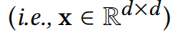 (i.e., x ∈ ℝ^{d×d})